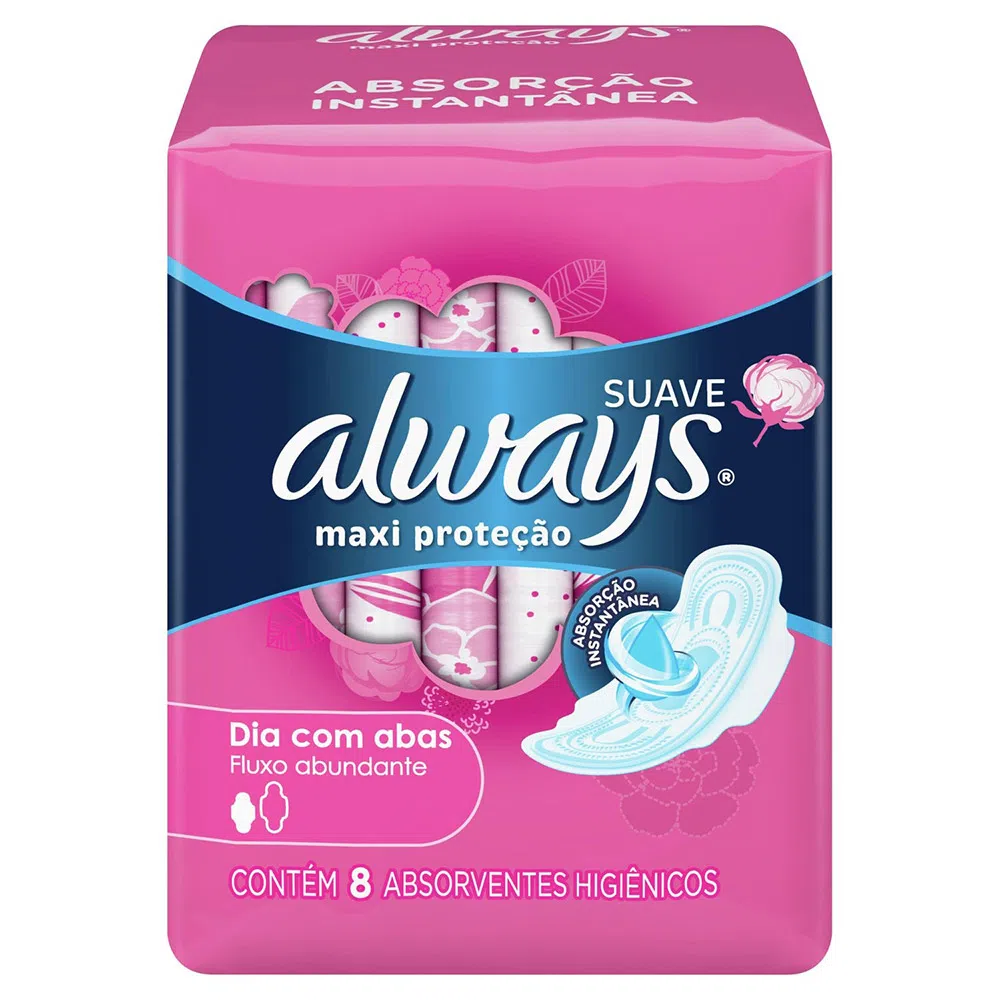 always®
maxi proteção
ABSORÇÃO
INSTANTÂNEA
SUAVE
always®
maxi proteção
ABSORÇÃO
INSTANTÂNEA
Dia com abas
Fluxo abundante
CONTÉM 8 ABSORVENTES HIGIÊNICOS